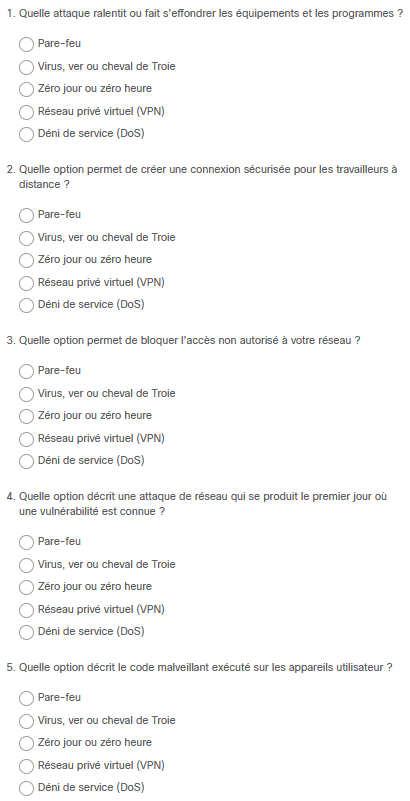 1. Quelle attaque ralentit ou fait s'effondrer les équipements et les programmes ?
Pare-feu
Virus, ver ou cheval de Troie
Zéro jour ou zéro heure
Réseau privé virtuel (VPN)
Déni de service (DoS)
2. Quelle option permet de créer une connexion sécurisée pour les travailleurs à
distance ?
Pare-feu
Virus, ver ou cheval de Troie
Zéro jour ou zéro heure
Réseau privé virtuel (VPN)
Déni de service (DoS)
3. Quelle option permet de bloquer l'accès non autorisé à votre réseau ?
Pare-feu
Virus, ver ou cheval de Troie
Zéro jour ou zéro heure
Réseau privé virtuel (VPN)
Déni de service (DoS)
4. Quelle option décrit une attaque de réseau qui se produit le premier jour où
une vulnérabilité est connue ?
Pare-feu
Virus, ver ou cheval de Troie
Zéro jour ou zéro heure
Réseau privé virtuel (VPN)
Déni de service (DoS)
5. Quelle option décrit le code malveillant exécuté sur les appareils utilisateur ?
Pare-feu
Virus, ver ou cheval de Troie
Zéro jour ou zéro heure
Réseau privé virtuel (VPN)
Déni de service (DoS)